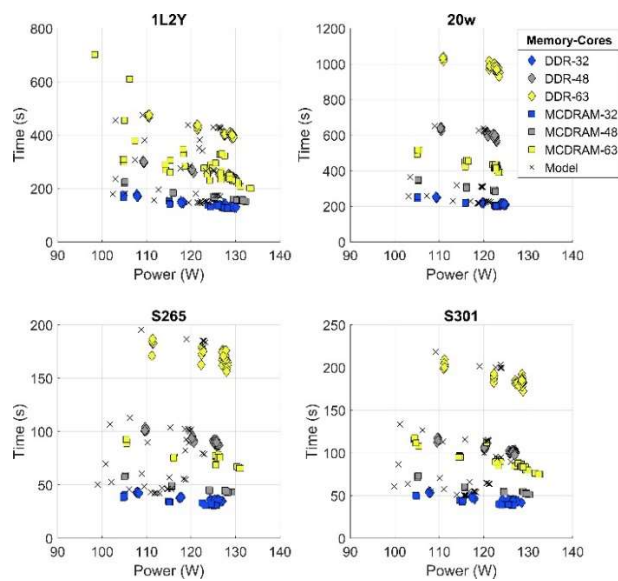 1L2Y
800
600
400
200
0
Time (s)
90 100 110 120 130 140
Power (W)
20w
1200
1000
800
600
400
200
0
Time (s)
90 100 110 120 130 140
Power (W)
Memory-Cores
DDR-32
DDR-48
DDR-63
MCDRAM-32
MCDRAM-48
MCDRAM-63
Model
S265
200
150
100
50
0
Time (s)
90 100 110 120 130 140
Power (W)
S301
250
200
150
100
50
0
Time (s)
90 100 110 120 130 140
Power (W)